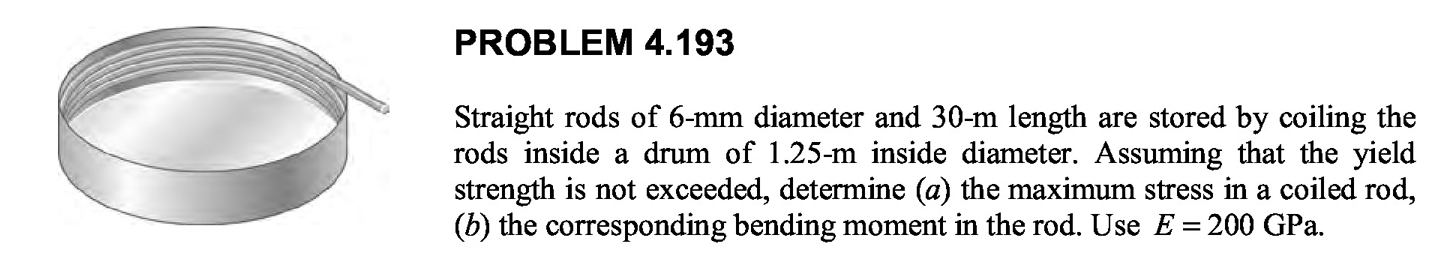 PROBLEM 4.193
Straight rods of 6-mm diameter and 30-m length are stored by coiling the
rods inside a drum of 1.25-m inside diameter. Assuming that the yield
strength is not exceeded, determine (a) the maximum stress in a coiled rod,
(b) the corresponding bending moment in the rod. Use E = 200 GPa.